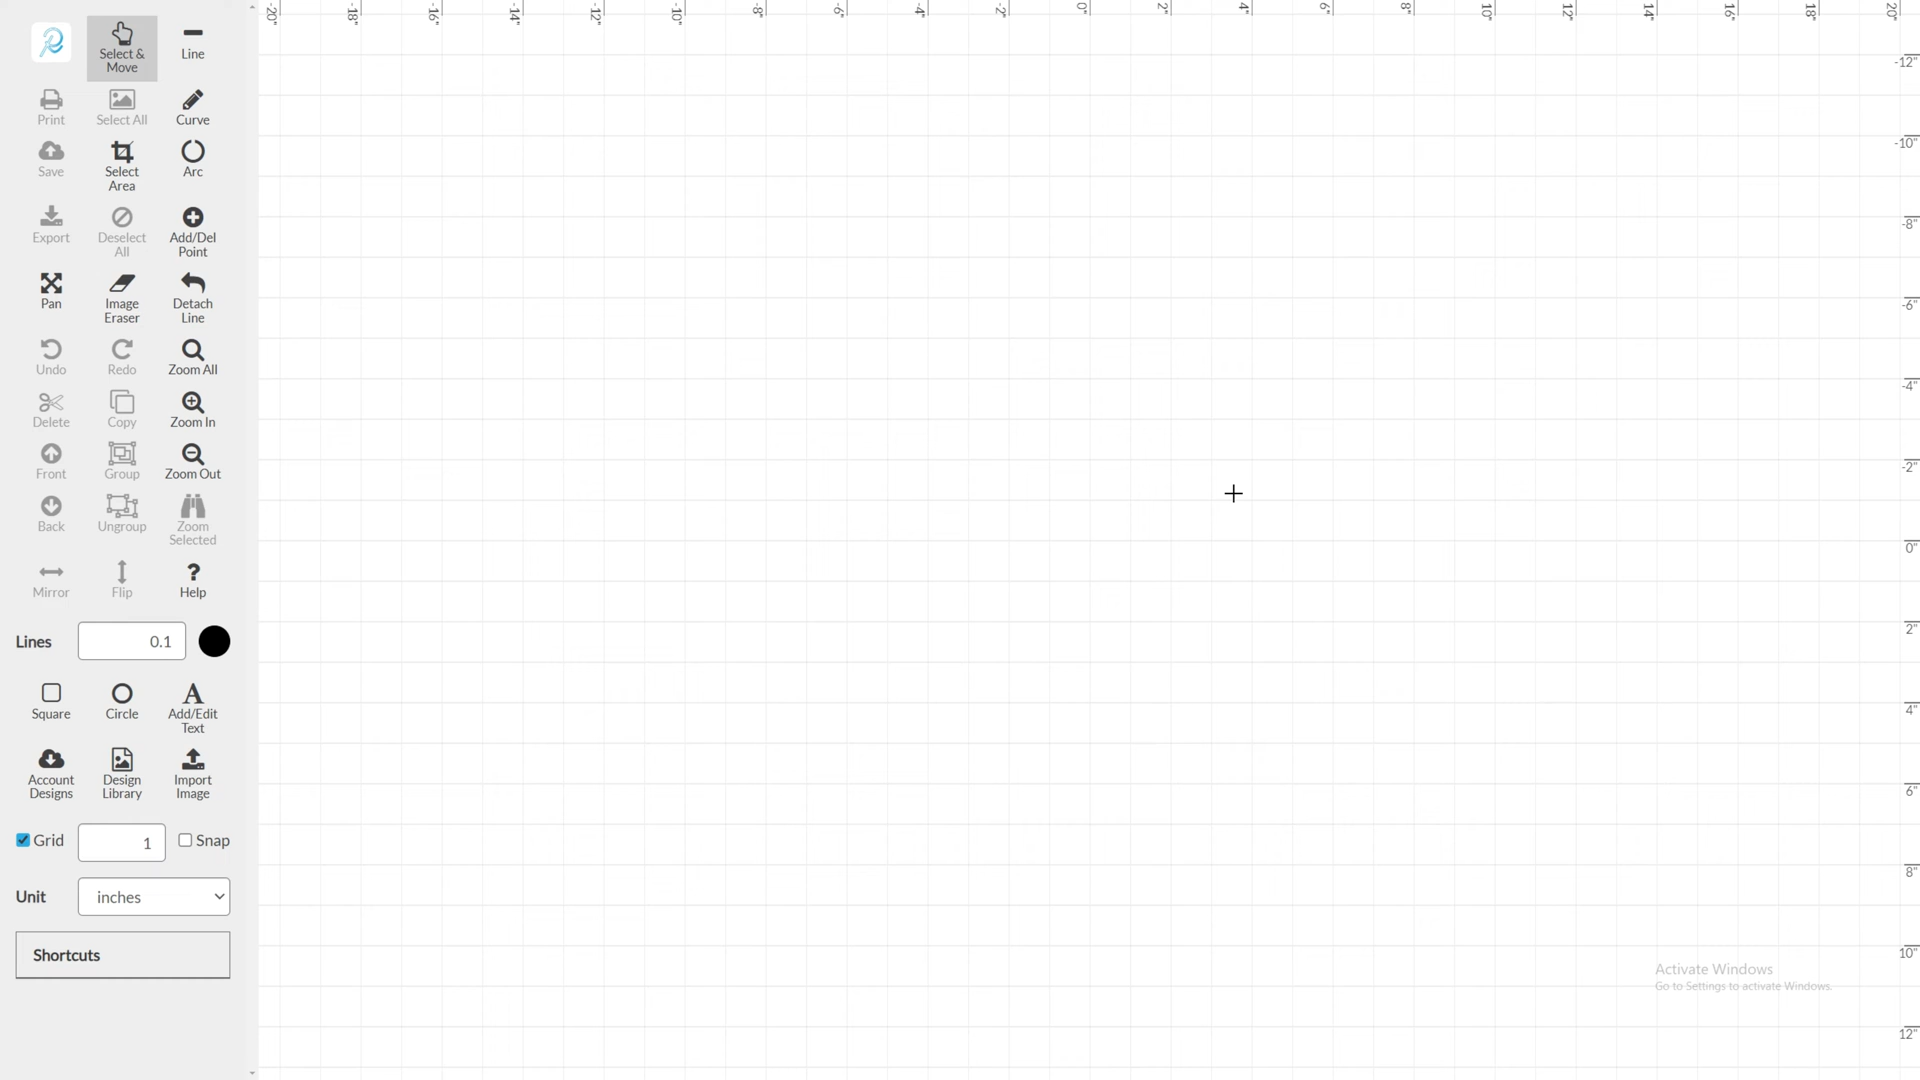 -20" -18" -16" -14" -12" -10" -8" -6" -4" -2" 0" 2" 4" 6" 8" 10" 12" 14" 16" 18" 20"
Select & Move
Line
Print
Select All
Curve
Save
Select Area
Arc
Export
Deselect All
Add/Del Point
Pan
Image Eraser
Detach Line
Undo
Redo
Zoom All
Delete
Copy
Zoom In
Front
Group
Zoom Out
Back
Ungroup
Zoom Selected
Mirror
Flip
? Help
Lines 0.1
Square
Circle
A Add/Edit Text
Account Designs
Design Library
Import Image
Grid 1 Snap
Unit inches
Shortcuts
-12"
-10"
-8"
-6"
-4"
-2"
0"
2"
4"
6"
8"
10"
12"
Activate Windows
Go to Settings to activate Windows.